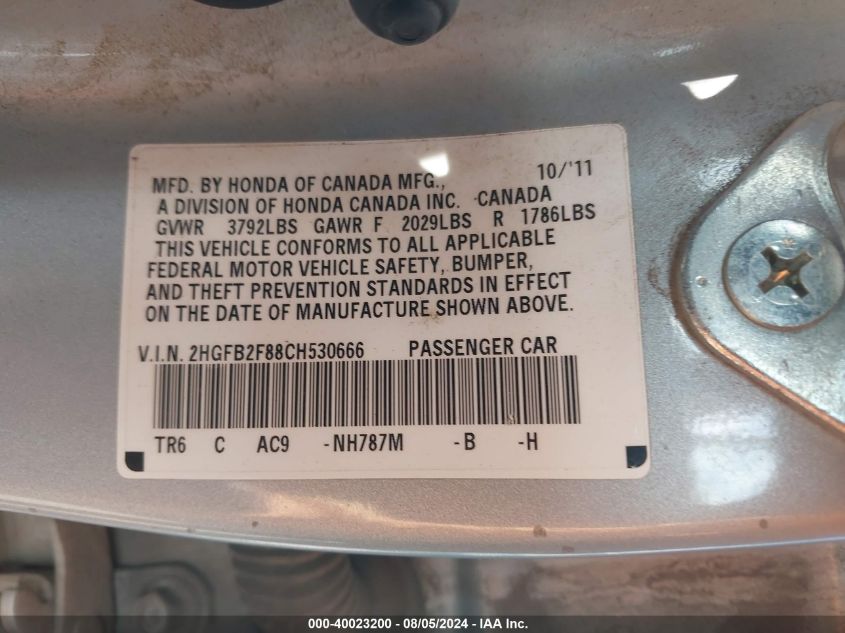 10/'11
MFD. BY HONDA OF CANADA MFG.,
A DIVISION OF HONDA CANADA INC. CANADA
GVWR 3792LBS GAWR F 2029LBS R 1786LBS
THIS VEHICLE CONFORMS TO ALL APPLICABLE
FEDERAL MOTOR VEHICLE SAFETY, BUMPER,
AND THEFT PREVENTION STANDARDS IN EFFECT
ON THE DATE OF MANUFACTURE SHOWN ABOVE.
V.I.N. 2HGFB2F88CH530666 PASSENGER CAR
TR6 C AC9 -NH787M -B -H
000-40023200 - 08/05/2024 - IAA Inc.